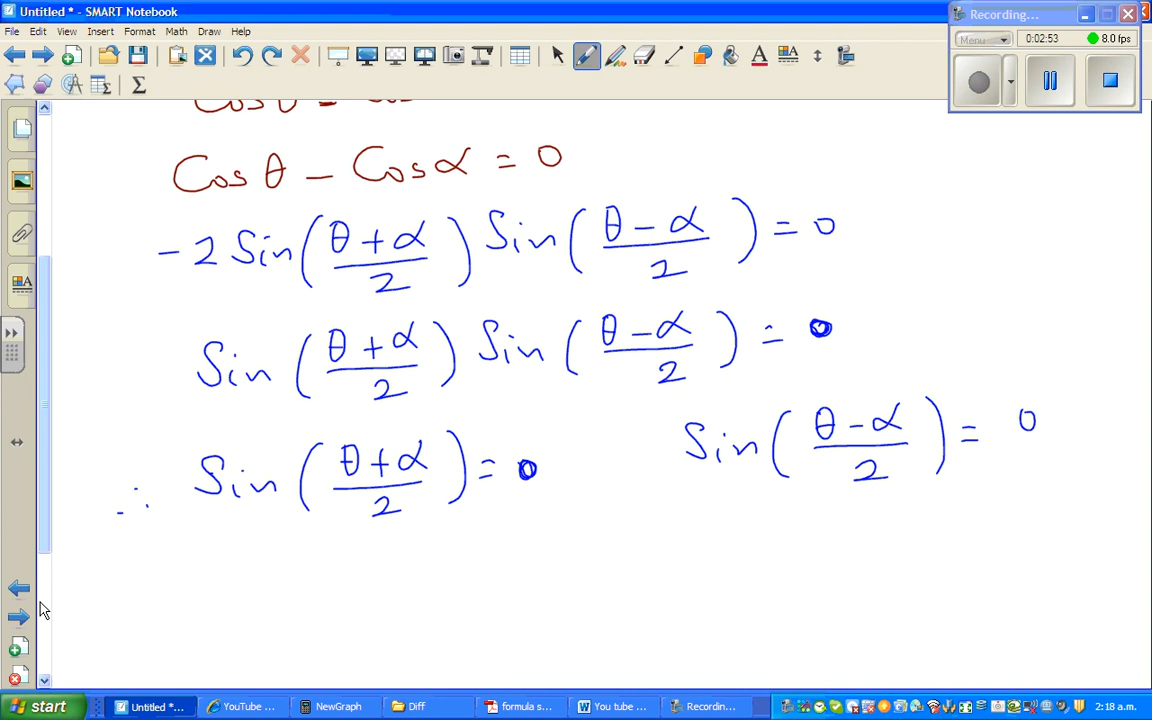 Untitled * - SMART Notebook
Recording...
File Edit View Insert Format Math Draw Help
Menu 0:02:53 8.0 fps
Cos θ - Cos α = 0
-2 Sin(θ+α/2) Sin(θ-α/2) = 0
Sin(θ+α/2) Sin(θ-α/2) = 0
∴ Sin(θ+α/2) = 0 Sin(θ-α/2) = 0
start Untitled *... YouTube ... NewGraph Diff formula s... You tube ... Recordin... 2:18 a.m.